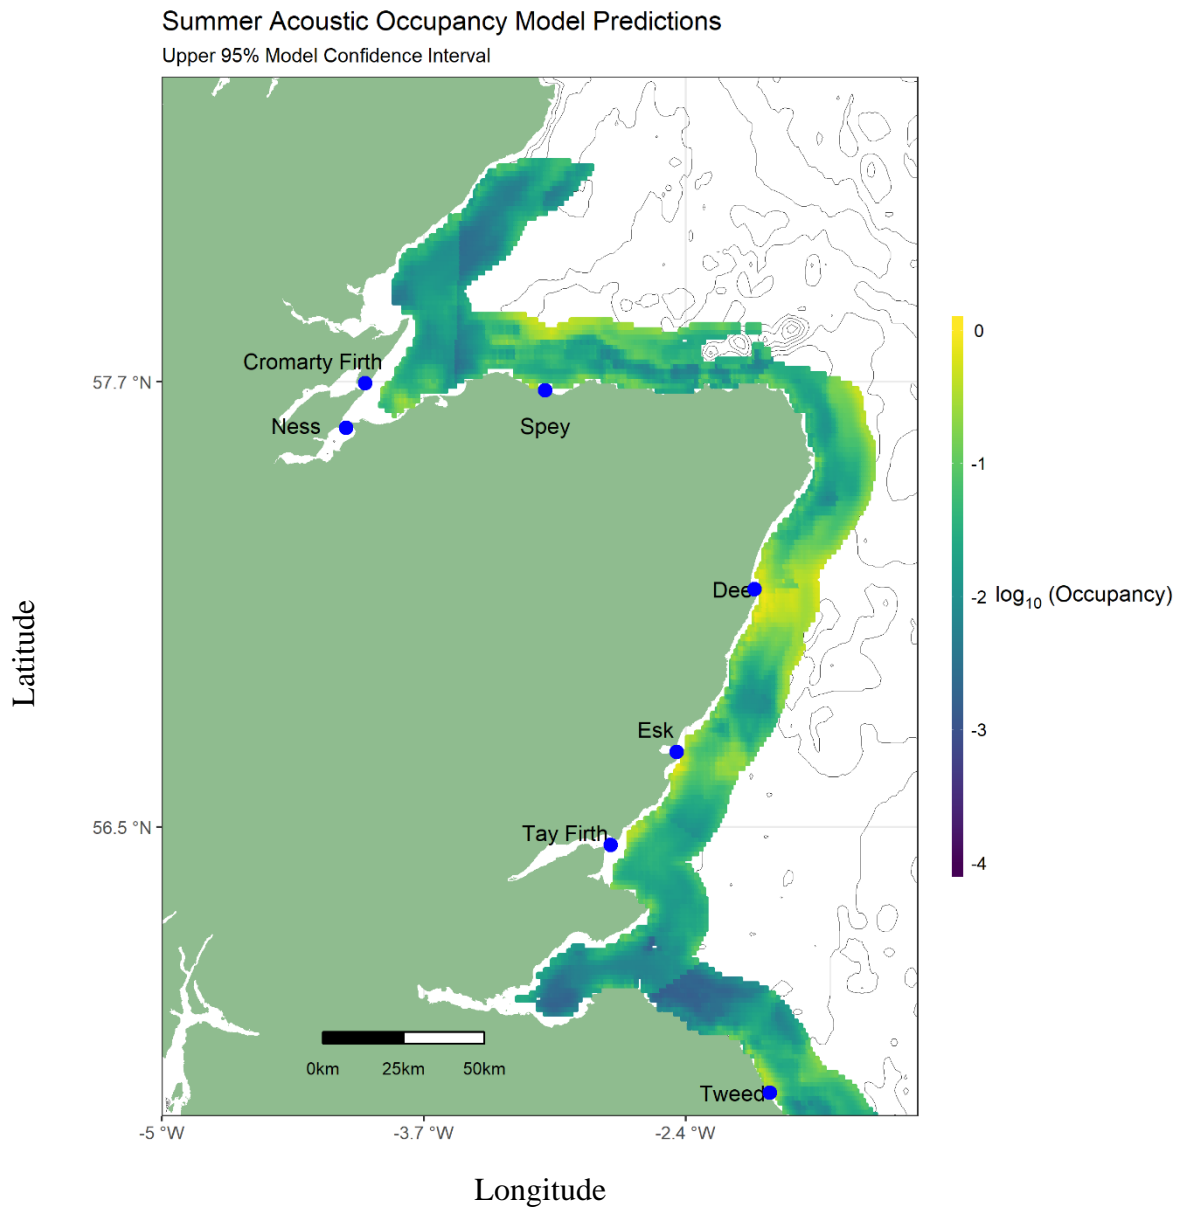 Summer Acoustic Occupancy Model Predictions
Upper 95% Model Confidence Interval
Cromarty Firth
57.7 °N
Ness
Spey
Dee
Esk
56.5 °N
Tay Firth
0km 25km 50km
Tweed
-5 °W -3.7 °W -2.4 °W
Longitude
Latitude
0
-1
-2
log10 (Occupancy)
-3
-4